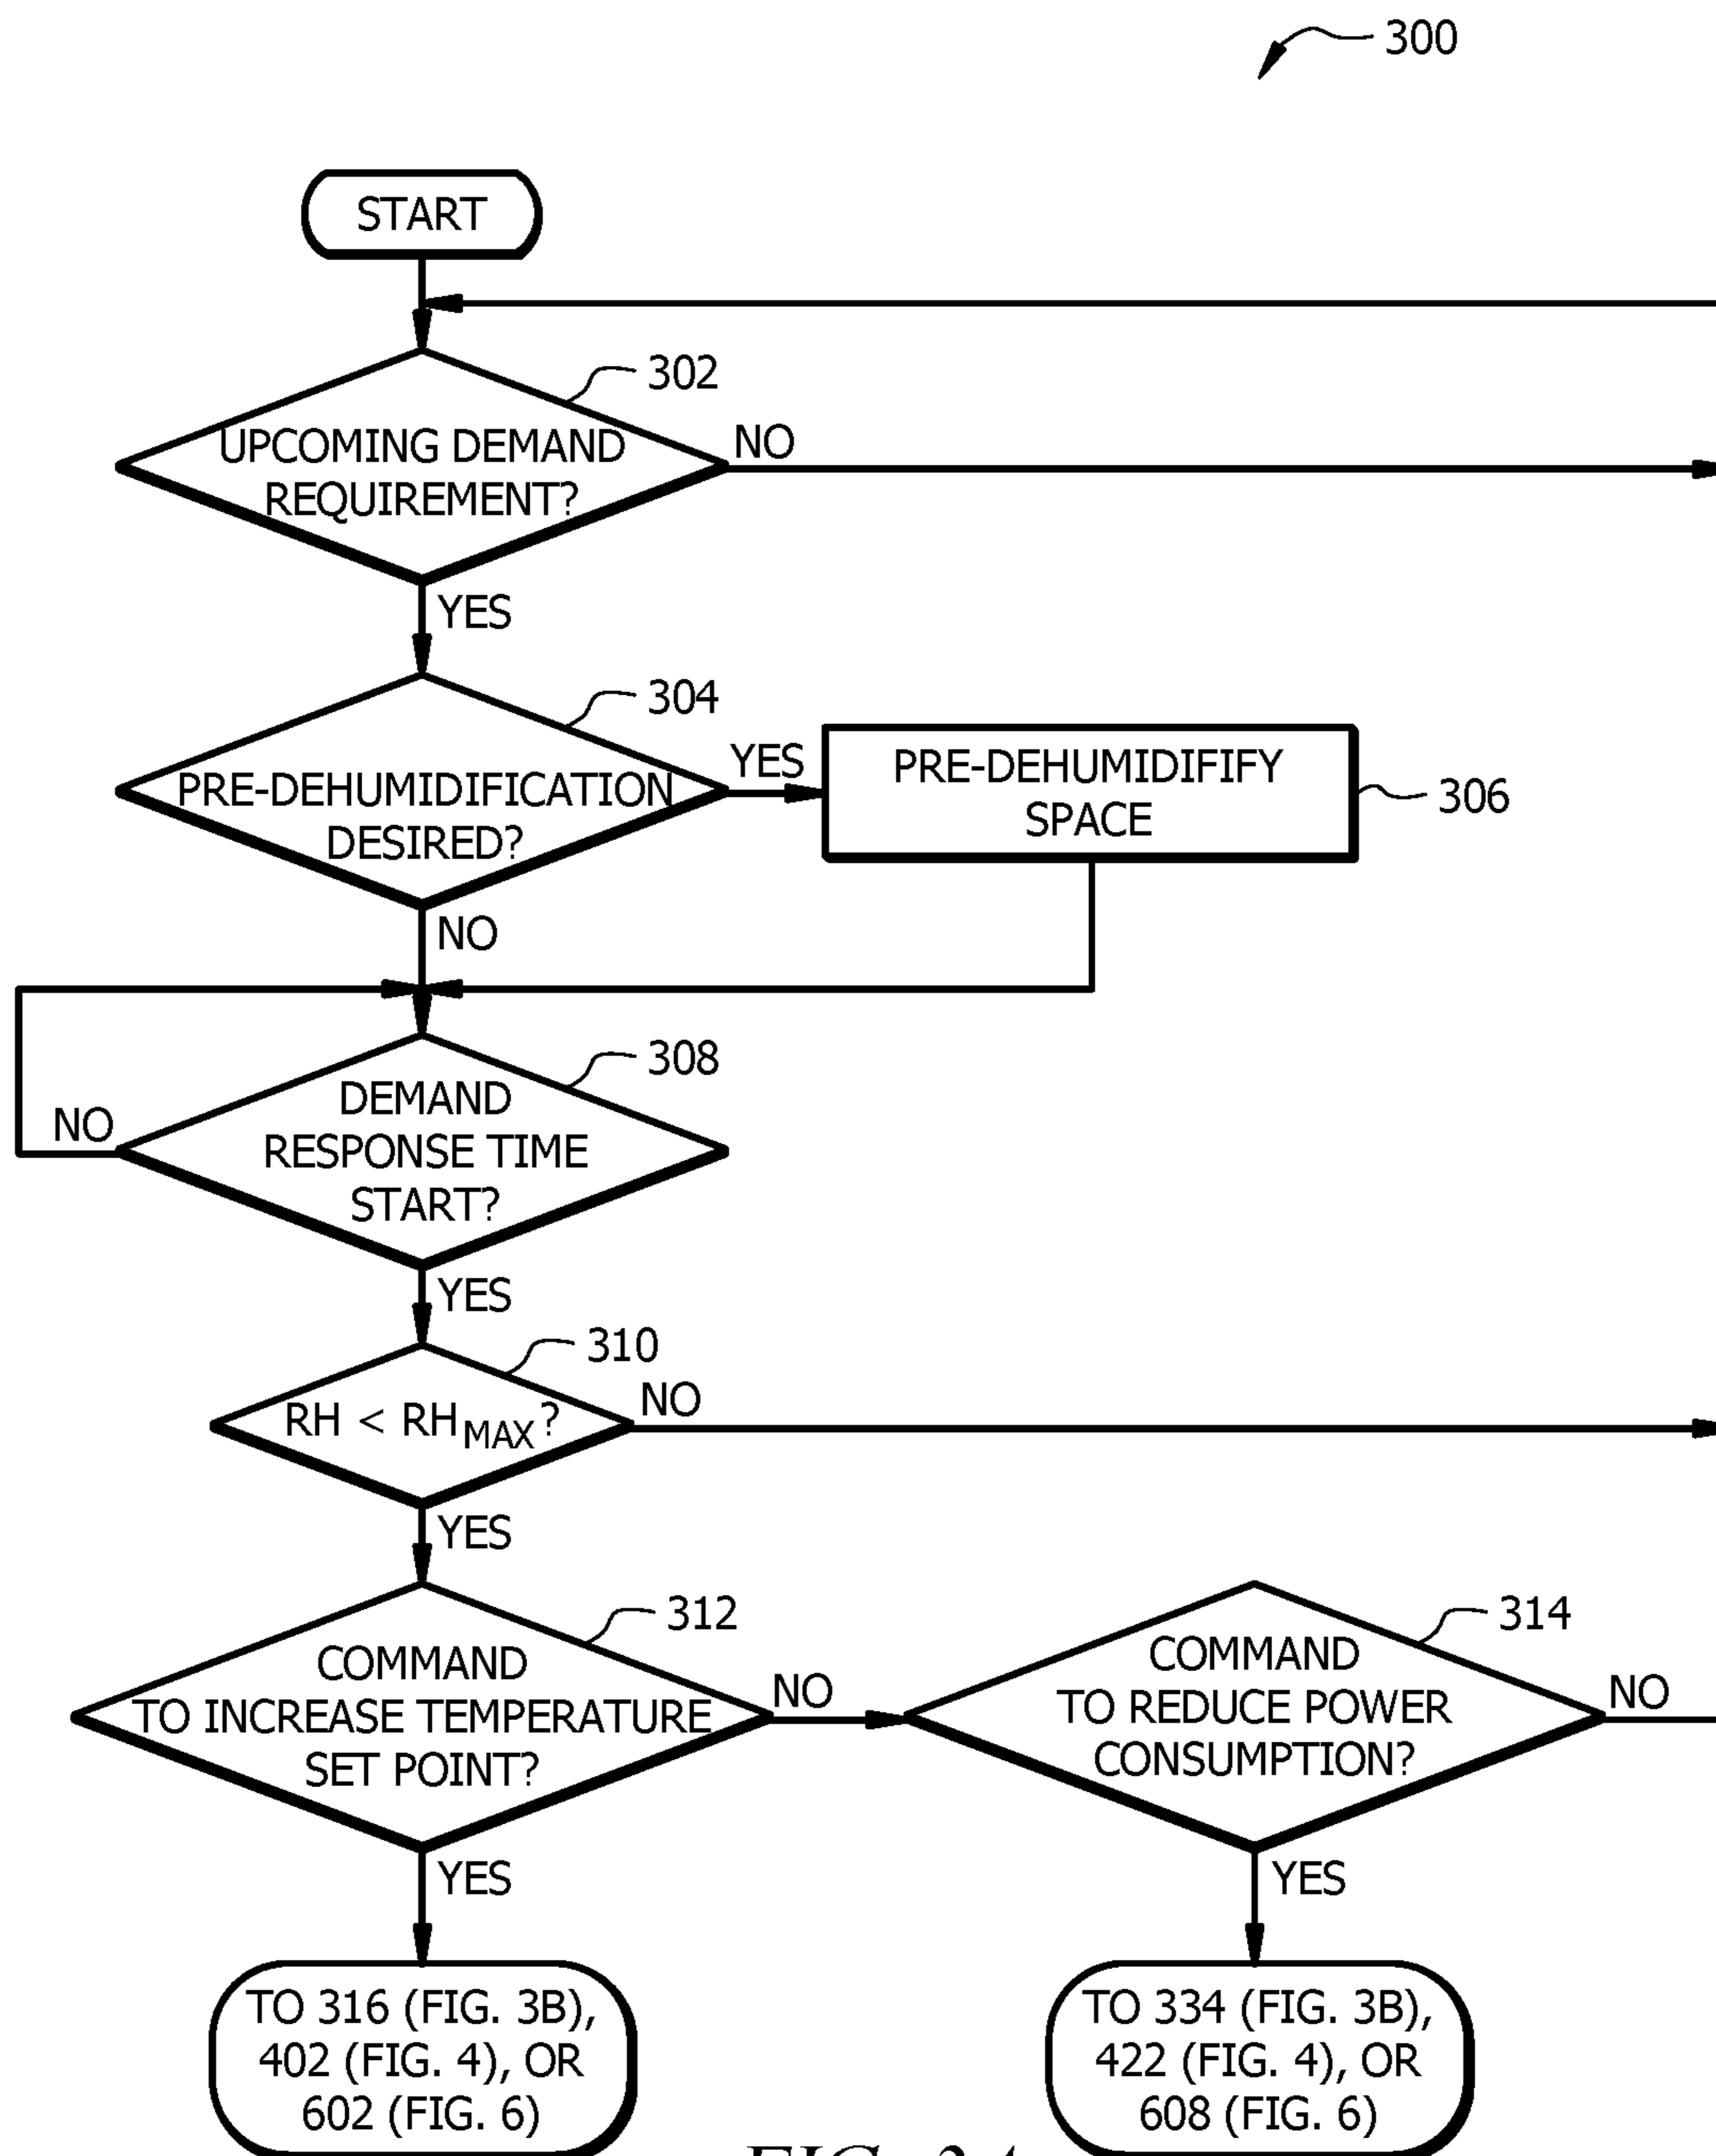 300
START
302
UPCOMING DEMAND
REQUIREMENT?
NO
YES
304
PRE-DEHUMIDIFICATION
DESIRED?
YES
PRE-DEHUMIDIFIFY
SPACE
306
NO
308
DEMAND
RESPONSE TIME
START?
NO
YES
310
RH < RHMAX?
NO
YES
312
COMMAND
TO INCREASE TEMPERATURE
SET POINT?
NO
314
COMMAND
TO REDUCE POWER
CONSUMPTION?
NO
YES
YES
TO 316 (FIG. 3B),
402 (FIG. 4), OR
602 (FIG. 6)
TO 334 (FIG. 3B),
422 (FIG. 4), OR
608 (FIG. 6)